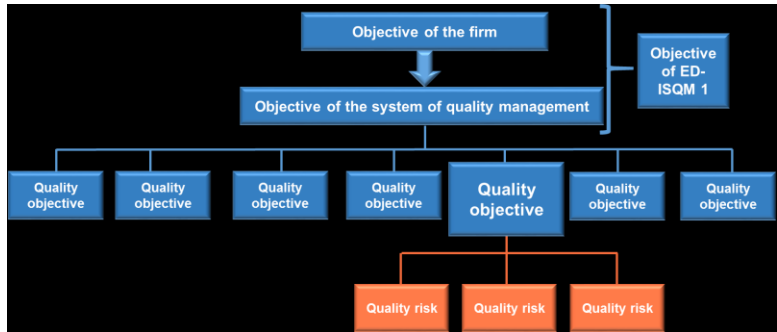 Objective of the firm
Objective
of ED-
ISQM 1
Objective of the system of quality management
Quality
objective
Quality
objective
Quality
objective
Quality
objective
Quality
objective
Quality
objective
Quality
objective
Quality risk
Quality risk
Quality risk